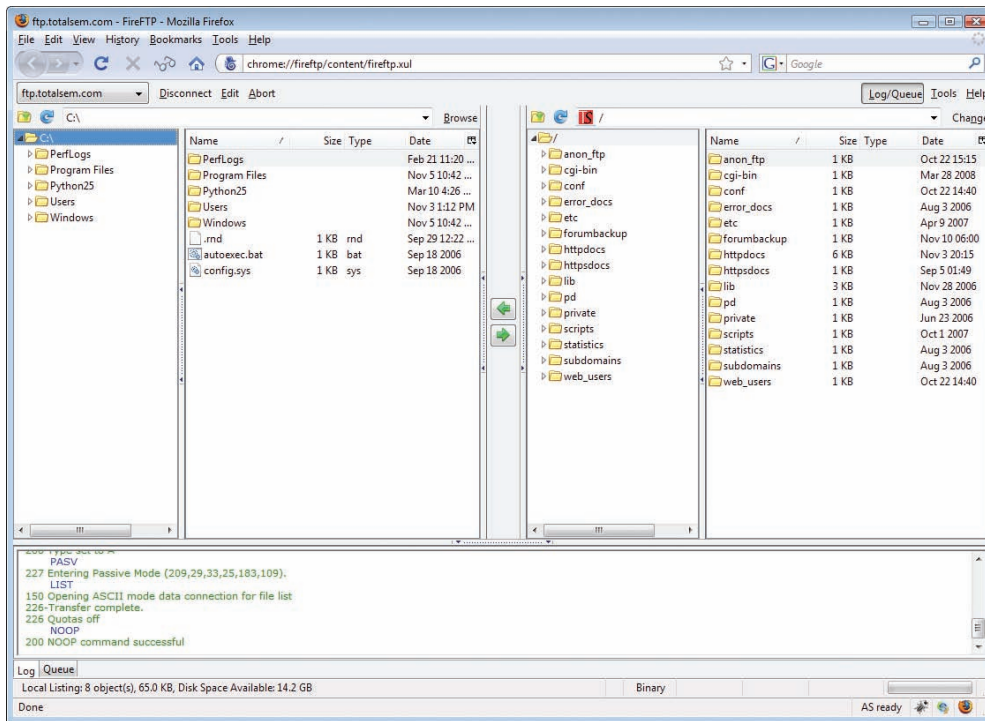 ftp.totalsem.com - FireFTP - Mozilla Firefox
File Edit View History Bookmarks Tools Help
chrome://fireftp/content/fireftp.xul
G Google
ftp.totalsem.com Disconnect Edit Abort Log/Queue Tools Help
C:\ Browse
/ Change
C:\
PerfLogs
Program Files
Python25
Users
Windows
Name Size Type Date
PerfLogs Feb 21 11:20 ...
Program Files Nov 5 10:42 ...
Python25 Mar 10 4:26 ...
Users Nov 3 1:12 PM
Windows Nov 5 10:42 ...
.rnd 1 KB rnd Sep 29 12:22 ...
autoexec.bat 1 KB bat Sep 18 2006
config.sys 1 KB sys Sep 18 2006
/
anon_ftp
cgi-bin
conf
error_docs
etc
forumbackup
httpdocs
httpsdocs
lib
pd
private
scripts
statistics
subdomains
web_users
Name Size Type Date
anon_ftp 1 KB Oct 22 15:15
cgi-bin 1 KB Mar 28 2008
conf 1 KB Oct 22 14:40
error_docs 1 KB Aug 3 2006
etc 1 KB Apr 9 2007
forumbackup 1 KB Nov 10 06:00
httpdocs 6 KB Nov 3 20:15
httpsdocs 1 KB Sep 5 01:49
lib 3 KB Nov 28 2006
pd 1 KB Aug 3 2006
private 1 KB Jun 23 2006
scripts 1 KB Oct 1 2007
statistics 1 KB Aug 3 2006
subdomains 1 KB Aug 3 2006
web_users 1 KB Oct 22 14:40
200 Type set to A
PASV
227 Entering Passive Mode (209,29,33,25,183,109).
LIST
150 Opening ASCII mode data connection for file list
226-Transfer complete.
226 Quotas off
NOOP
200 NOOP command successful
Log Queue
Local Listing: 8 object(s), 65.0 KB, Disk Space Available: 14.2 GB Binary
Done AS ready